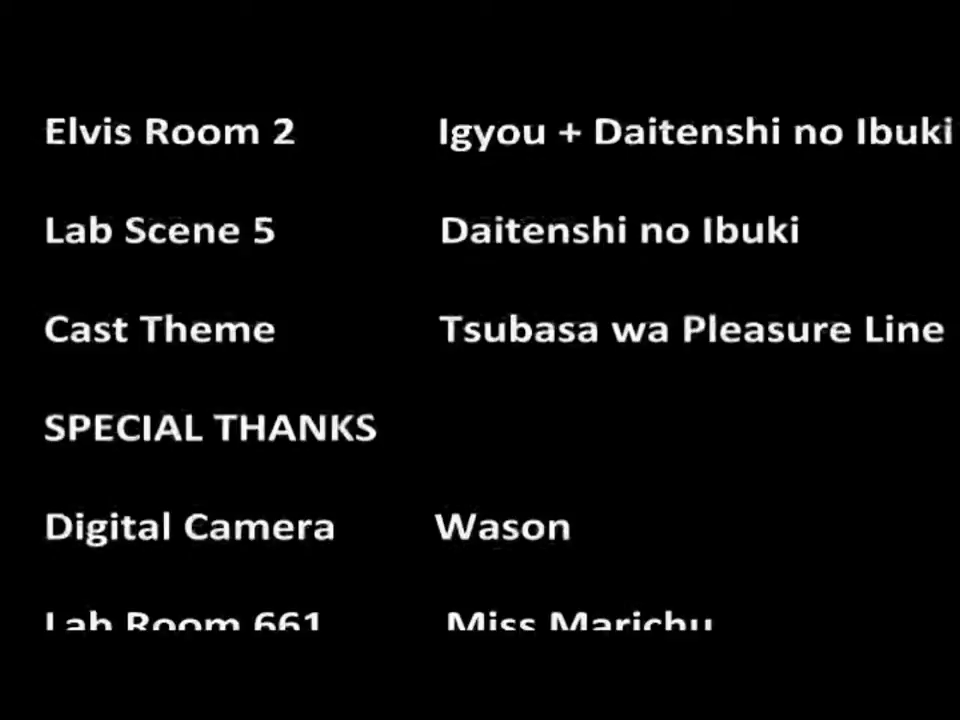 Elvis Room 2 Igyou + Daitenshi no Ibuki
Lab Scene 5 Daitenshi no Ibuki
Cast Theme Tsubasa wa Pleasure Line
SPECIAL THANKS
Digital Camera Wason
Lab Room 661 Miss Marichu